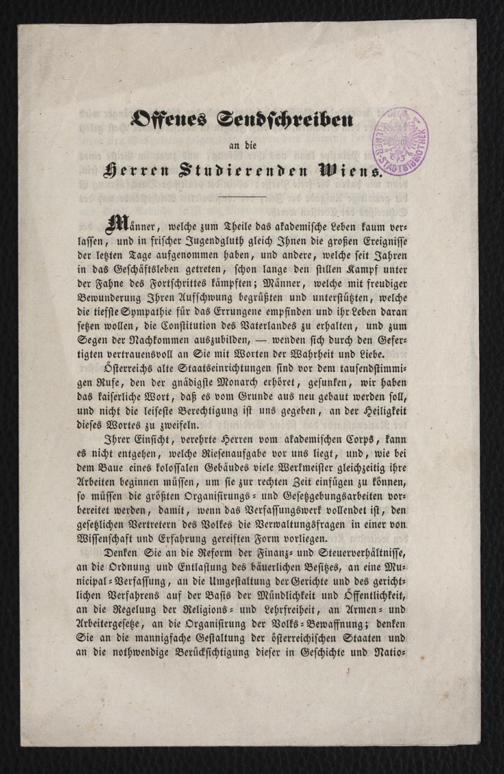 Offenes Sendschreiben
an die
Herren Studierenden Wiens.
Männer, welche zum Theile das akademische Leben kaum ver-
lassen, und in frischer Jugendgluth gleich Ihnen die großen Ereignisse
der letzten Tage aufgenommen haben, und andere, welche seit Jahren
in das Geschäftsleben getreten, schon lange den stillen Kampf unter
der Fahne des Fortschrittes kämpften; Männer, welche mit freudiger
Bewunderung Ihren Aufschwung begrüßten und unterstützten, welche
die tiefste Sympathie für das Errungene empfinden und ihr Leben daran
setzen wollen, die Constitution des Vaterlandes zu erhalten, und zum
Segen der Nachkommen auszubilden, — wenden sich durch den Gefer-
tigten vertrauensvoll an Sie mit Worten der Wahrheit und Liebe.
Österreichs alte Staatseinrichtungen sind vor dem tausendstimmi-
gen Rufe, den der gnädigste Monarch erhöret, gesunken, wir haben
das kaiserliche Wort, daß es vom Grunde aus neu gebaut werden soll,
und nicht die leiseste Berechtigung ist uns gegeben, an der Heiligkeit
dieses Wortes zu zweifeln.
Ihrer Einsicht, verehrte Herren vom akademischen Corps, kann
es nicht entgehen, welche Riesenaufgabe vor uns liegt, und, wie bei
dem Baue eines kolossalen Gebäudes viele Werkmeister gleichzeitig ihre
Arbeiten beginnen müssen, um sie zur rechten Zeit einfügen zu können,
so müssen die größten Organisirungs- und Gesetzgebungsarbeiten vor-
bereitet werden, damit, wenn das Verfassungswerk vollendet ist, den
gesetzlichen Vertretern des Volkes die Verwaltungsfragen in einer von
Wissenschaft und Erfahrung gereiften Form vorliegen.
Denken Sie an die Reform der Finanz- und Steuerverhältnisse,
an die Ordnung und Entlastung des bäuerlichen Besitzes, an eine Mu-
nicipal-Verfassung, an die Umgestaltung der Gerichte und des gericht-
lichen Verfahrens auf der Basis der Mündlichkeit und Öffentlichkeit,
an die Regelung der Religions- und Lehrfreiheit, an Armen- und
Arbeitergesetze, an die Organisirung der Volks-Bewaffnung; denken
Sie an die mannigfache Gestaltung der österreichischen Staaten und
an die nothwendige Berücksichtigung dieser in Geschichte und Natio-